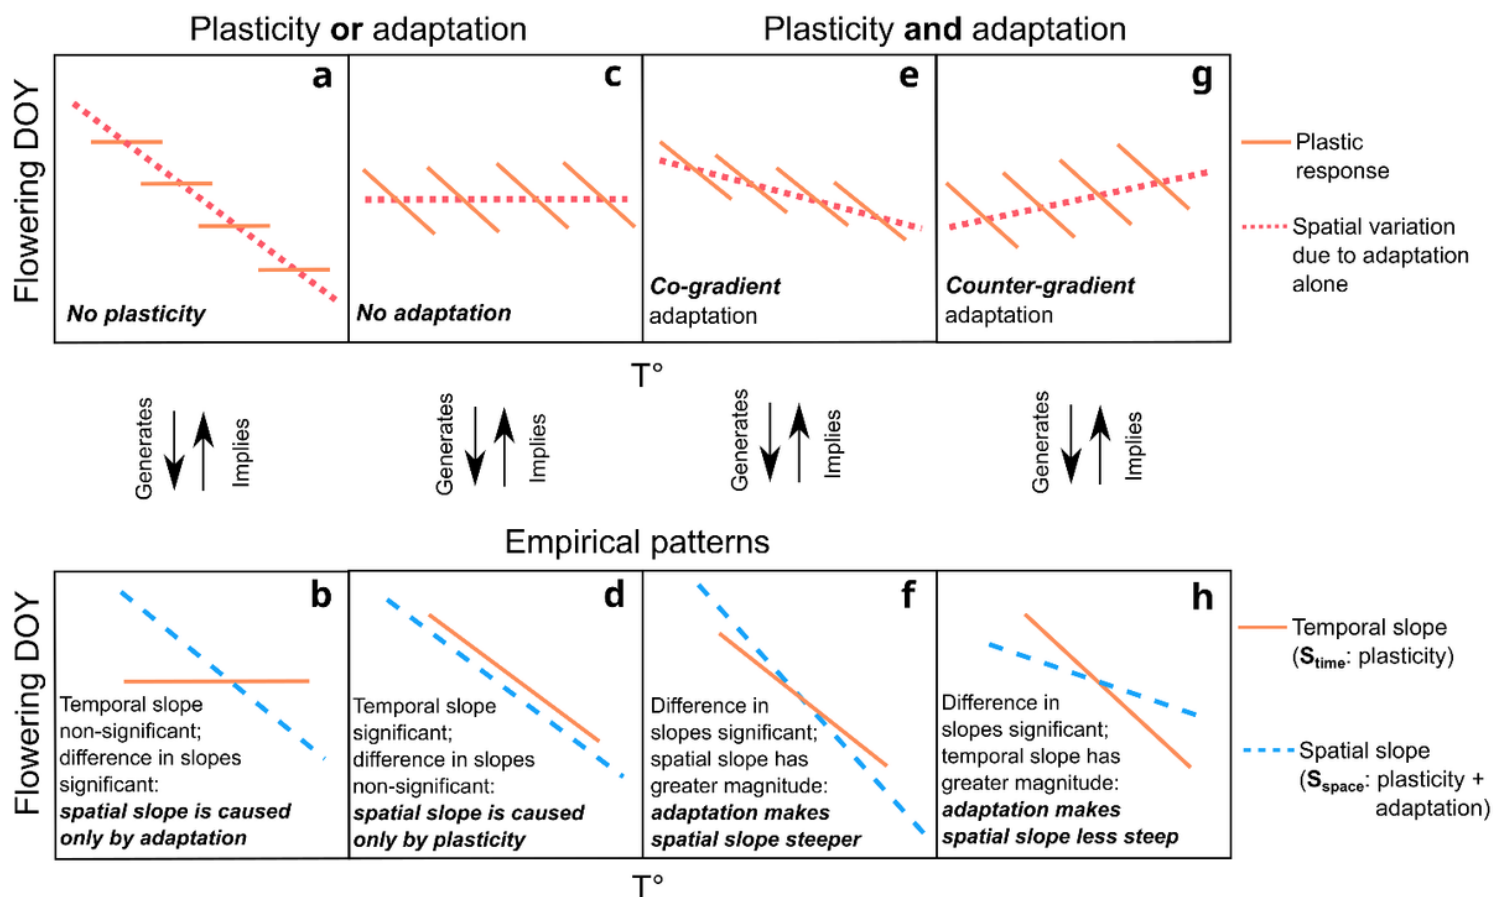 Plasticity or adaptation
Plasticity and adaptation
Flowering DOY
a
No plasticity
c
No adaptation
e
Co-gradient
adaptation
g
Counter-gradient
adaptation
Plastic
response
Spatial variation
due to adaptation
alone
T°
Generates
Implies
Generates
Implies
Generates
Implies
Generates
Implies
Empirical patterns
Flowering DOY
b
Temporal slope
non-significant;
difference in slopes
significant:
spatial slope is caused
only by adaptation
d
Temporal slope
significant;
difference in slopes
non-significant:
spatial slope is caused
only by plasticity
f
Difference in
slopes significant;
spatial slope has
greater magnitude:
adaptation makes
spatial slope steeper
h
Difference in
slopes significant;
temporal slope has
greater magnitude:
adaptation makes
spatial slope less steep
Temporal slope
(Stime: plasticity)
Spatial slope
(Sspace: plasticity +
adaptation)
T°